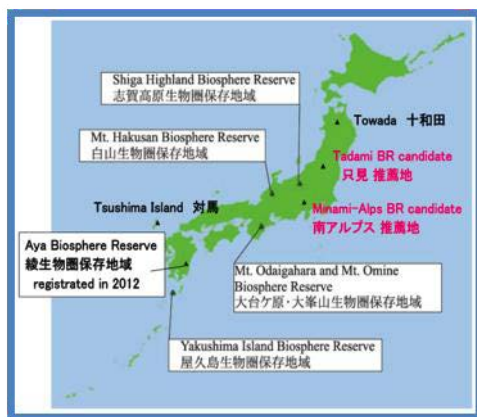 Shiga Highland Biosphere Reserve
志賀高原生物圏保存地域
Towada 十和田
Mt. Hakusan Biosphere Reserve
白山生物圏保存地域
Tadami BR candidate
只見 推薦地
Tsushima Island 対馬
Minami-Alps BR candidate
南アルプス 推薦地
Aya Biosphere Reserve
綾生物圏保存地域
registrated in 2012
Mt. Odaigahara and Mt. Omine
Biosphere Reserve
大台ケ原・大峯山生物圏保存地域
Yakushima Island Biosphere Reserve
屋久島生物圏保存地域